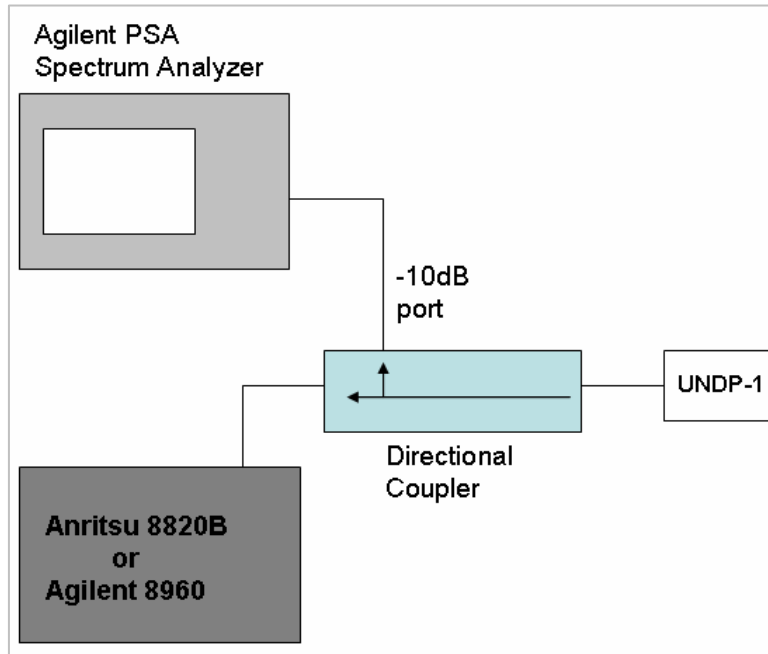 Agilent PSA
Spectrum Analyzer
-10dB
port
UNDP-1
Directional
Coupler
Anritsu 8820B
or
Agilent 8960